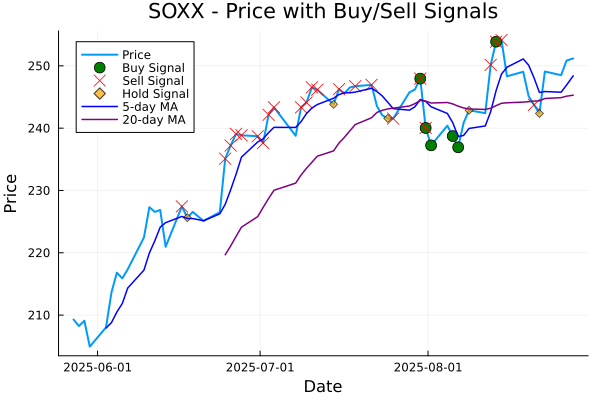 SOXX - Price with Buy/Sell Signals
Price
Buy Signal
Sell Signal
Hold Signal
5-day MA
20-day MA
250
240
230
220
210
Price
2025-06-01
2025-07-01
2025-08-01
Date